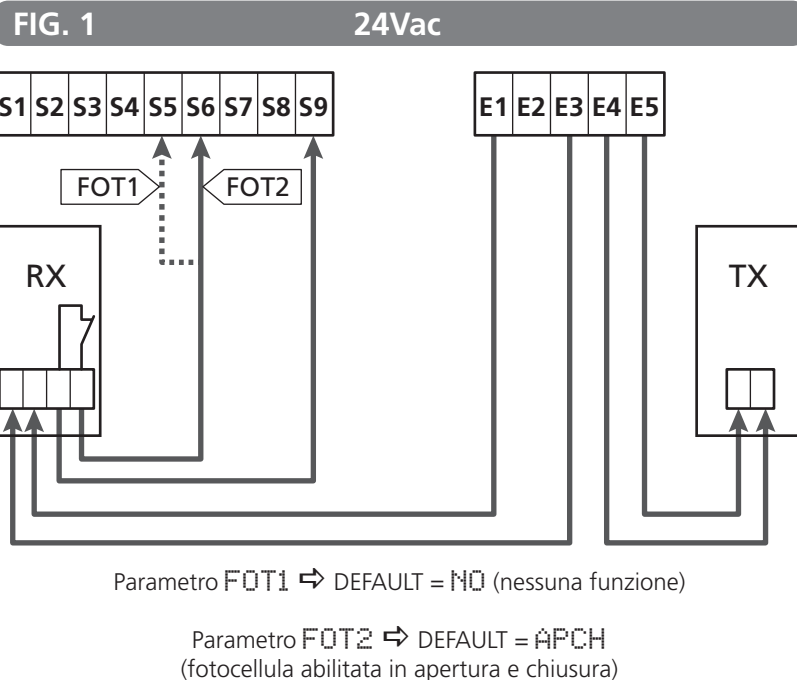 FIG. 1 24Vac
S1 S2 S3 S4 S5 S6 S7 S8 S9 E1 E2 E3 E4 E5
FOT1 FOT2
RX TX
Parametro FOT1 ⇨ DEFAULT = NO (nessuna funzione)
Parametro FOT2 ⇨ DEFAULT = APCH
(fotocellula abilitata in apertura e chiusura)